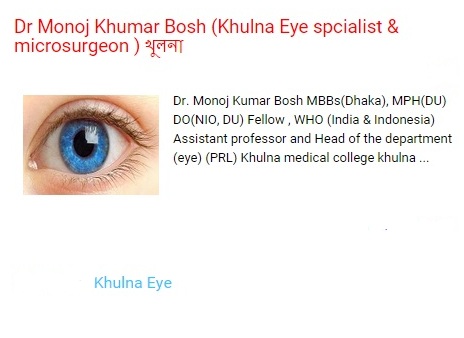 Dr Monoj Khumar Bosh (Khulna Eye spcialist &
microsurgeon ) খুলনা
Dr. Monoj Kumar Bosh MBBs(Dhaka), MPH(DU)
DO(NIO, DU) Fellow , WHO (India & Indonesia)
Assistant professor and Head of the department
(eye) (PRL) Khulna medical college khulna ...
Khulna Eye